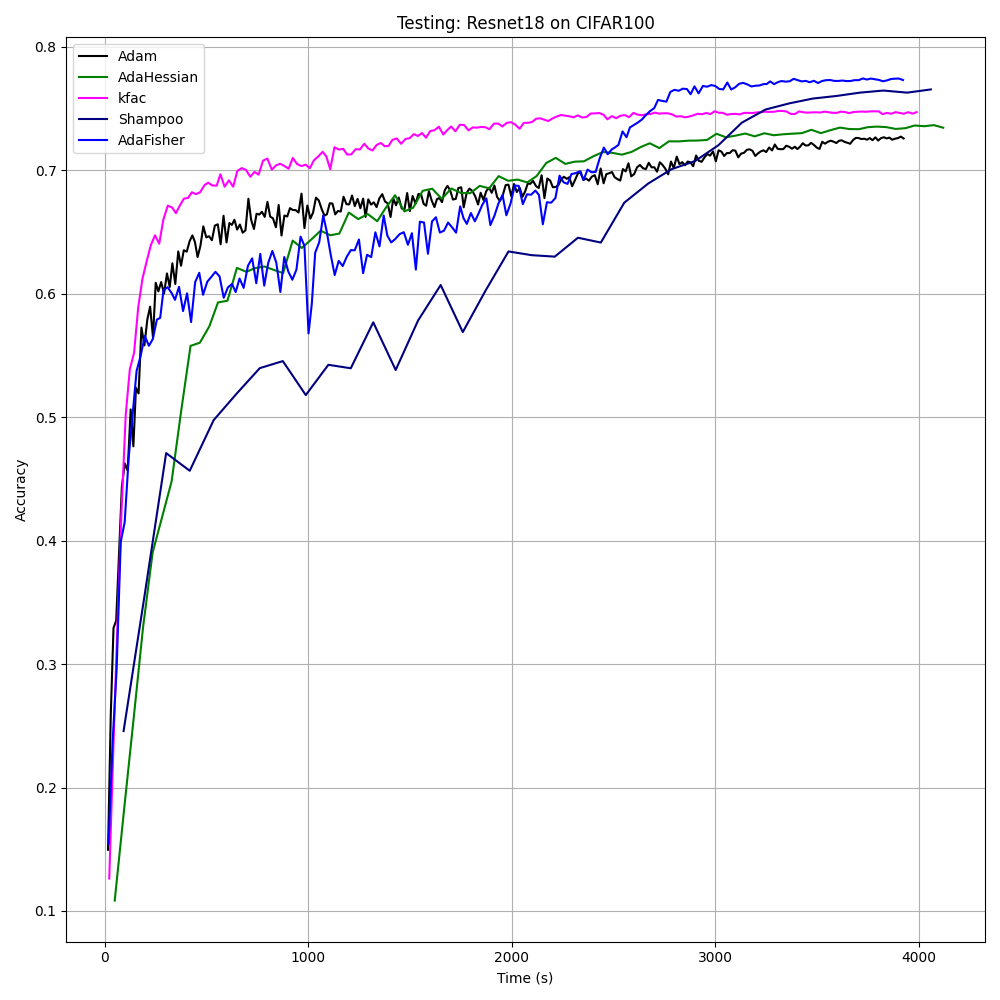 Testing: Resnet18 on CIFAR100
Adam
AdaHessian
kfac
Shampoo
AdaFisher
0.8
0.7
0.6
0.5
0.4
0.3
0.2
0.1
Accuracy
0
1000
2000
3000
4000
Time (s)